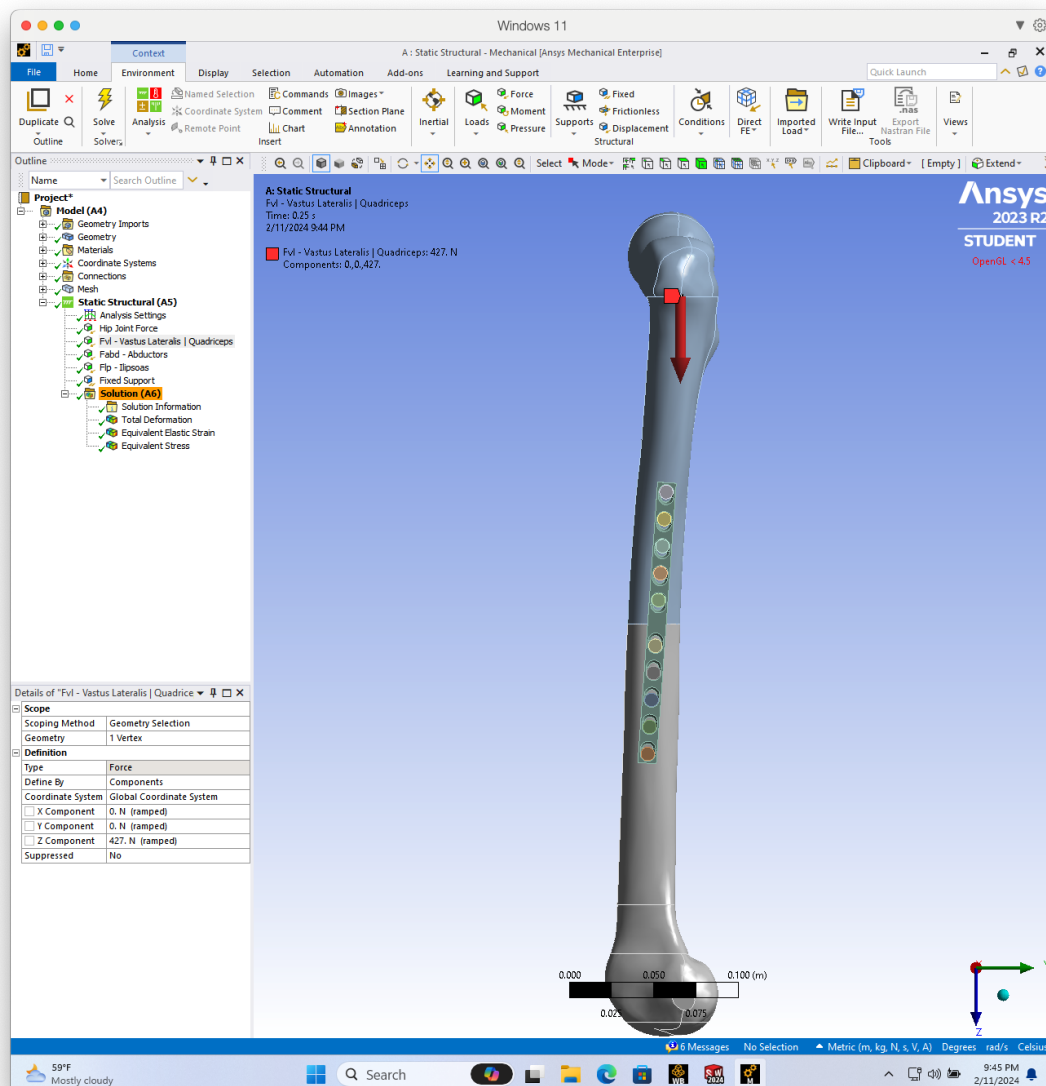 Windows 11
Context
A : Static Structural - Mechanical [Ansys Mechanical Enterprise]
File Home Environment Display Selection Automation Add-ons Learning and Support Quick Launch
Duplicate Solve Analysis Named Selection Commands Images Inertial Loads Force Supports Fixed Conditions Direct Imported Write Input Export Views
Coordinate System Comment Section Plane Moment Frictionless FE Load File... Nastran File
Remote Point Chart Annotation Pressure Displacement
Outline Solver Insert Structural Tools
Outline Select Mode Clipboard [ Empty ] Extend
Name Search Outline
Project*
Model (A4)
Geometry Imports
Geometry
Materials
Coordinate Systems
Connections
Mesh
Static Structural (A5)
Analysis Settings
Hip Joint Force
Fvl - Vastus Lateralis | Quadriceps
Fabd - Abductors
Flp - Ilipsoas
Fixed Support
Solution (A6)
Solution Information
Total Deformation
Equivalent Elastic Strain
Equivalent Stress
A: Static Structural
Fvl - Vastus Lateralis | Quadriceps
Time: 0.25 s
2/11/2024 9:44 PM
Fvl - Vastus Lateralis | Quadriceps: 427. N
Components: 0.,0.,427.
Ansys
2023 R2
STUDENT
OpenGL < 4.5
Details of "Fvl - Vastus Lateralis | Quadrice
Scope
Scoping Method Geometry Selection
Geometry 1 Vertex
Definition
Type Force
Define By Components
Coordinate System Global Coordinate System
X Component 0. N (ramped)
Y Component 0. N (ramped)
Z Component 427. N (ramped)
Suppressed No
0.000 0.050 0.100 (m)
0.025 0.075
Z
6 Messages No Selection Metric (m, kg, N, s, V, A) Degrees rad/s Celsius
59°F
Mostly cloudy
Search
WB
SW
2024
M
9:45 PM
2/11/2024